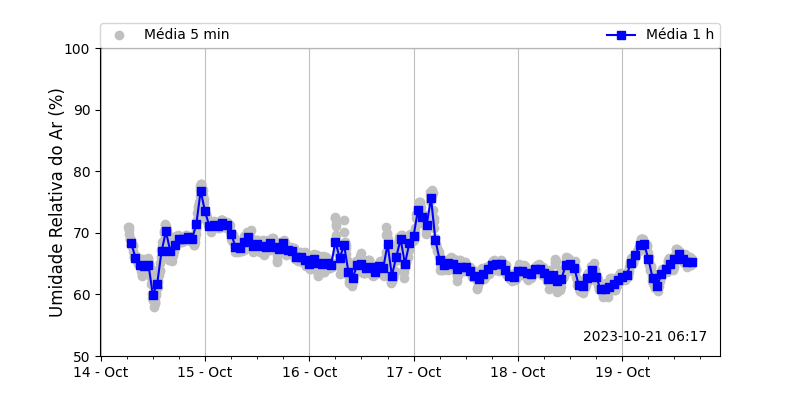 Média 5 min
Média 1 h
Umidade Relativa do Ar (%)
100
90
80
70
60
50
2023-10-21 06:17
14 - Oct
15 - Oct
16 - Oct
17 - Oct
18 - Oct
19 - Oct